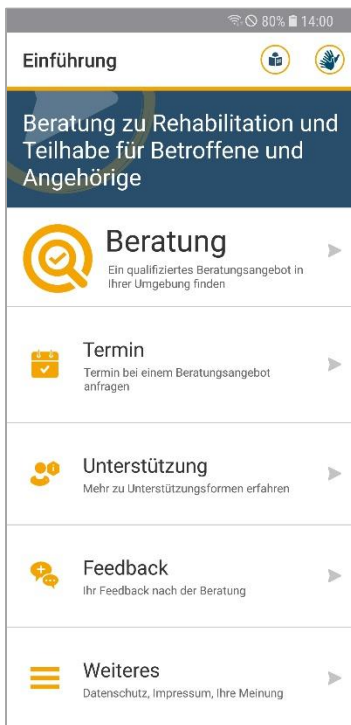 80% 14:00
Einführung
Beratung zu Rehabilitation und
Teilhabe für Betroffene und
Angehörige
Beratung
Ein qualifiziertes Beratungsangebot in
Ihrer Umgebung finden
Termin
Termin bei einem Beratungsangebot
anfragen
Unterstützung
Mehr zu Unterstützungsformen erfahren
Feedback
Ihr Feedback nach der Beratung
Weiteres
Datenschutz, Impressum, Ihre Meinung